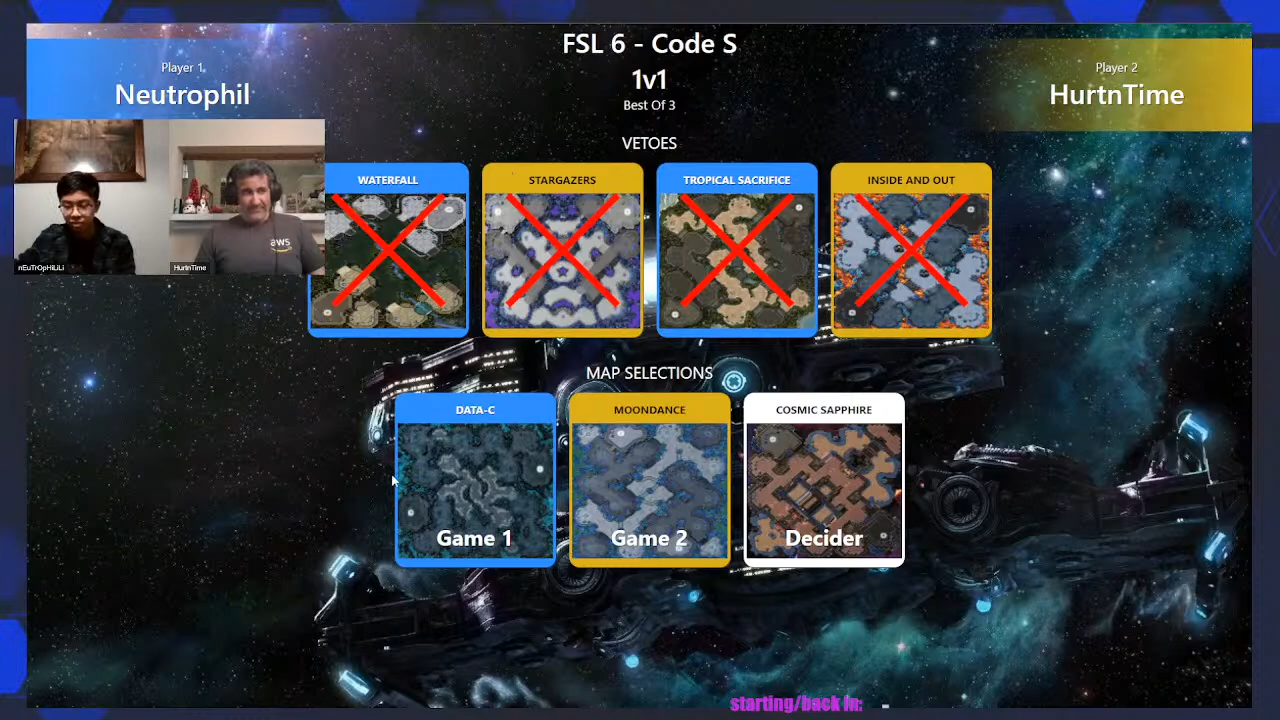 FSL 6 - Code S
1v1
Best Of 3
Player 1
Neutrophil
Player 2
HurtnTime
VETOES
WATERFALL
STARGAZERS
TROPICAL SACRIFICE
INSIDE AND OUT
aws
nEuTrOpHiLiLi
HurtnTime
MAP SELECTIONS
DATA-C
MOONDANCE
COSMIC SAPPHIRE
Game 1
Game 2
Decider
starting/back in: